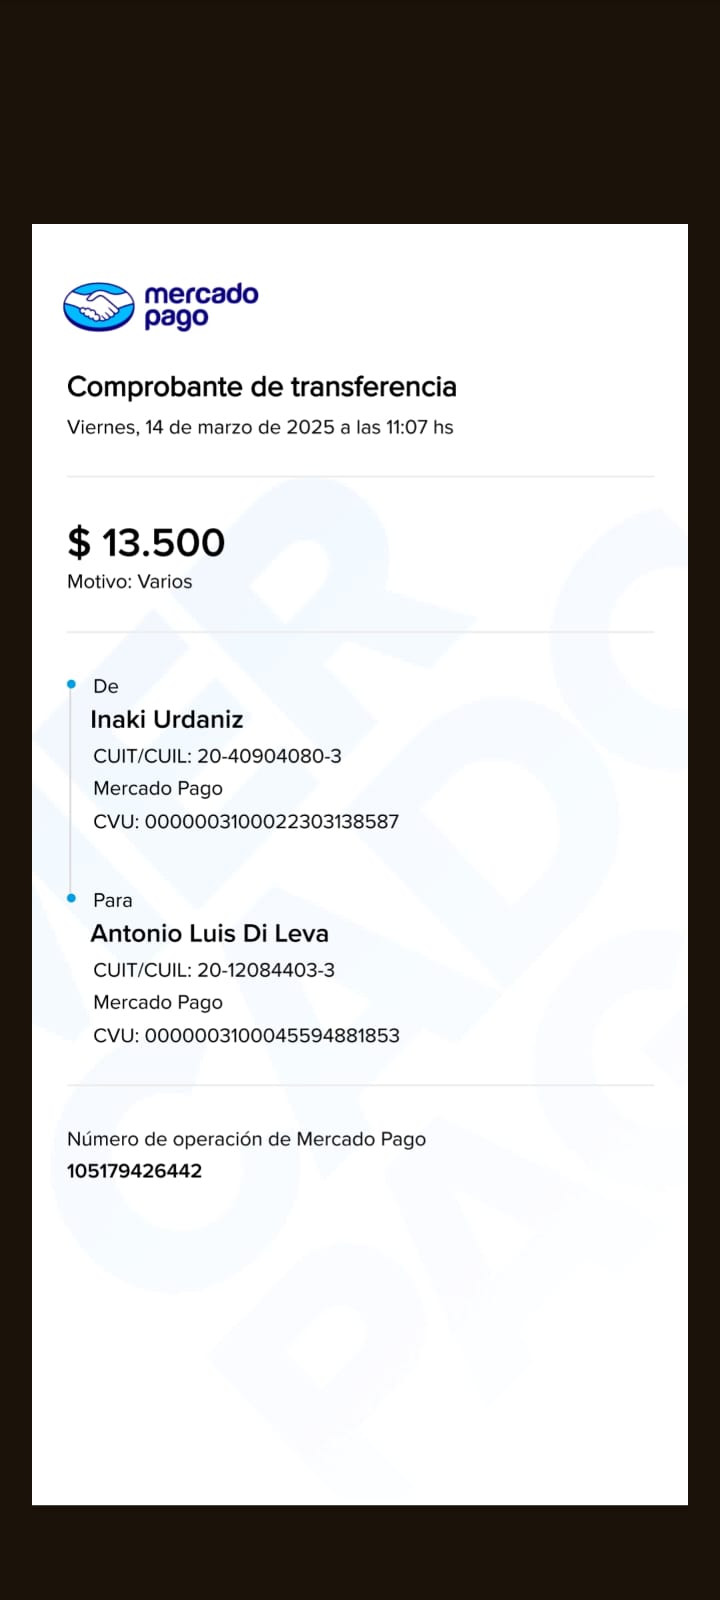 mercado
pago
Comprobante de transferencia
Viernes, 14 de marzo de 2025 a las 11:07 hs
$ 13.500
Motivo: Varios
De
Inaki Urdaniz
CUIT/CUIL: 20-40904080-3
Mercado Pago
CVU: 0000003100022303138587
Para
Antonio Luis Di Leva
CUIT/CUIL: 20-12084403-3
Mercado Pago
CVU: 0000003100045594881853
Número de operación de Mercado Pago
105179426442
MERCADO
PAGO